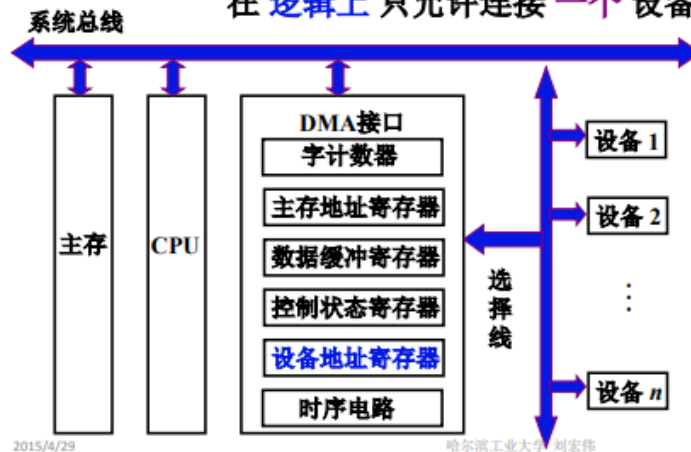 在 逻辑上 只允许连接 一个 设备
系统总线
主存
CPU
DMA接口
字计数器
主存地址寄存器
数据缓冲寄存器
控制状态寄存器
设备地址寄存器
时序电路
选择线
设备 1
设备 2
⋮
设备 n
2015/4/29
哈尔滨工业大学 刘宏伟